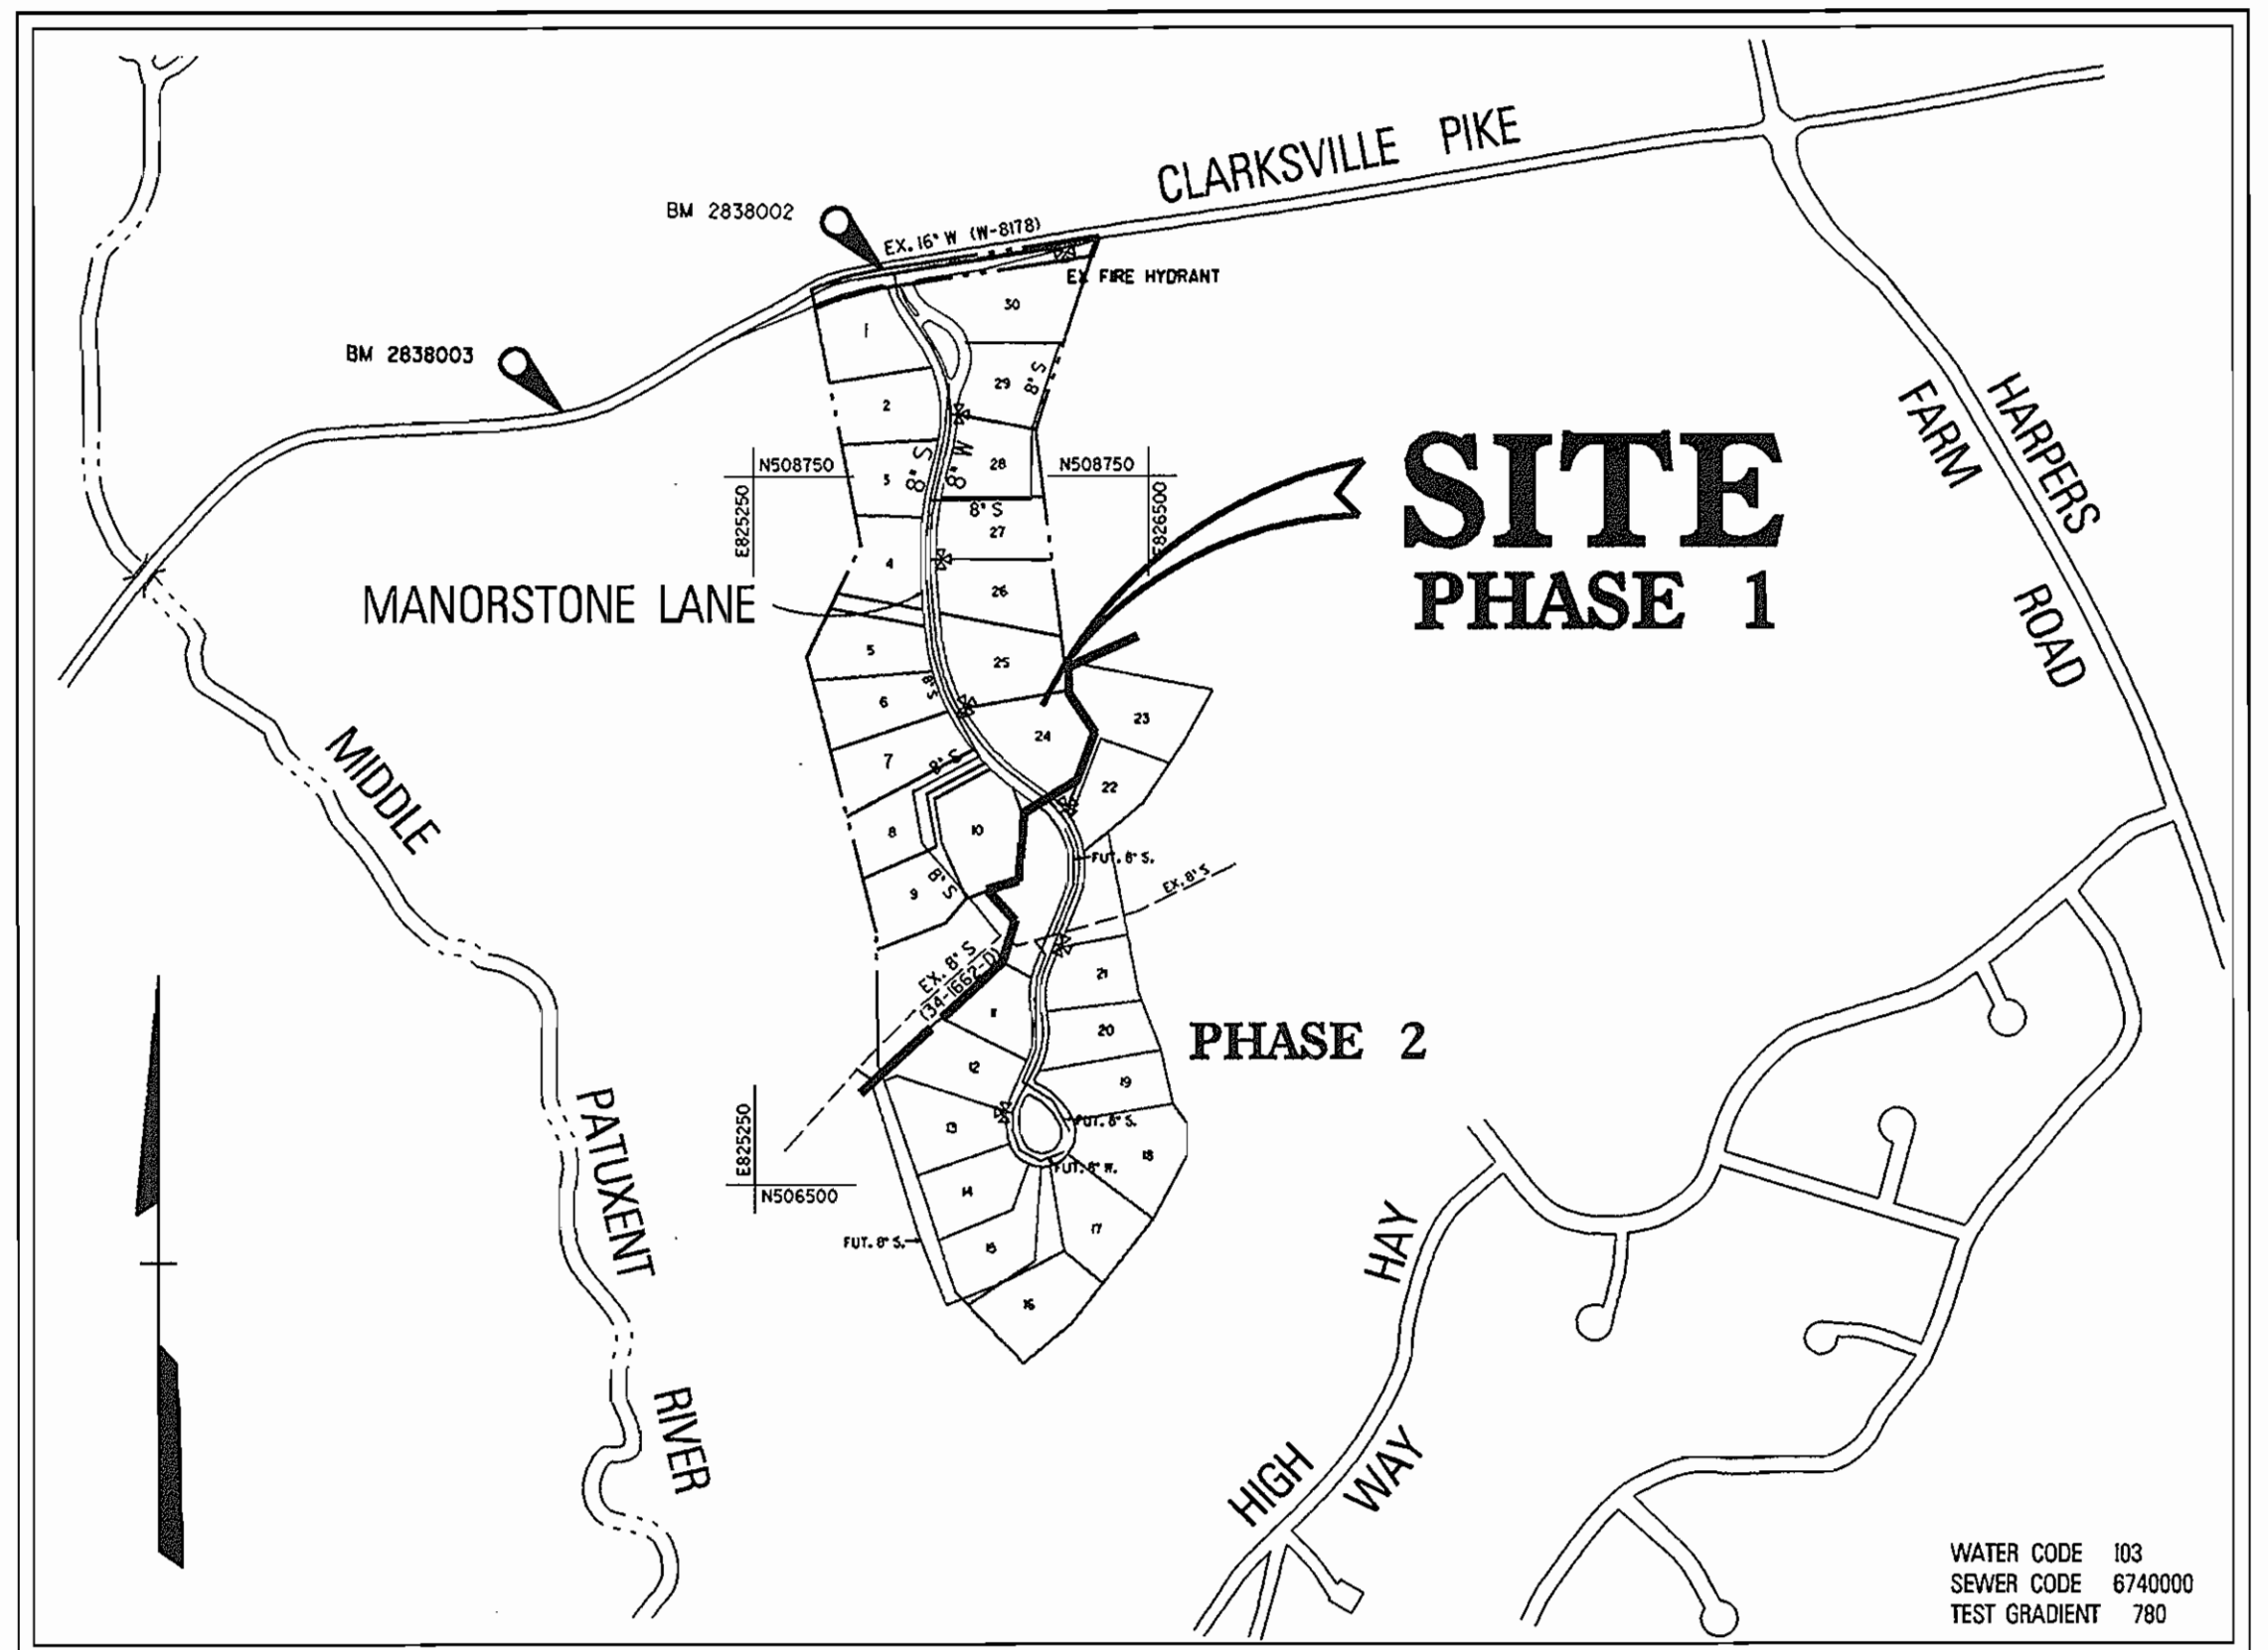 CLARKSVILLE PIKE
BM 2838002
EX. 16" W (W-8178)
EX FIRE HYDRANT
BM 2838003
30
1
29
8" S
2
28
8" S
8" W
3
N508750
E825250
N508750
E826500
8" S
27
4
26
MANORSTONE LANE
SITE
PHASE 1
HARPERS
FARM
ROAD
5
25
6
8" S
24
23
7
8" S
22
8
10
9
8" S
FUT. 8" S.
EX. 8" S
EX. 8" S
(34-1662-D)
21
11
20
PHASE 2
12
19
13
FUT. 8" S.
18
FUT. 8" W.
14
E825250
N506500
17
FUT. 8" S.
15
16
MIDDLE
PATUXENT
RIVER
HAY
HIGH
WAY
WATER CODE 103
SEWER CODE 6740000
TEST GRADIENT 780